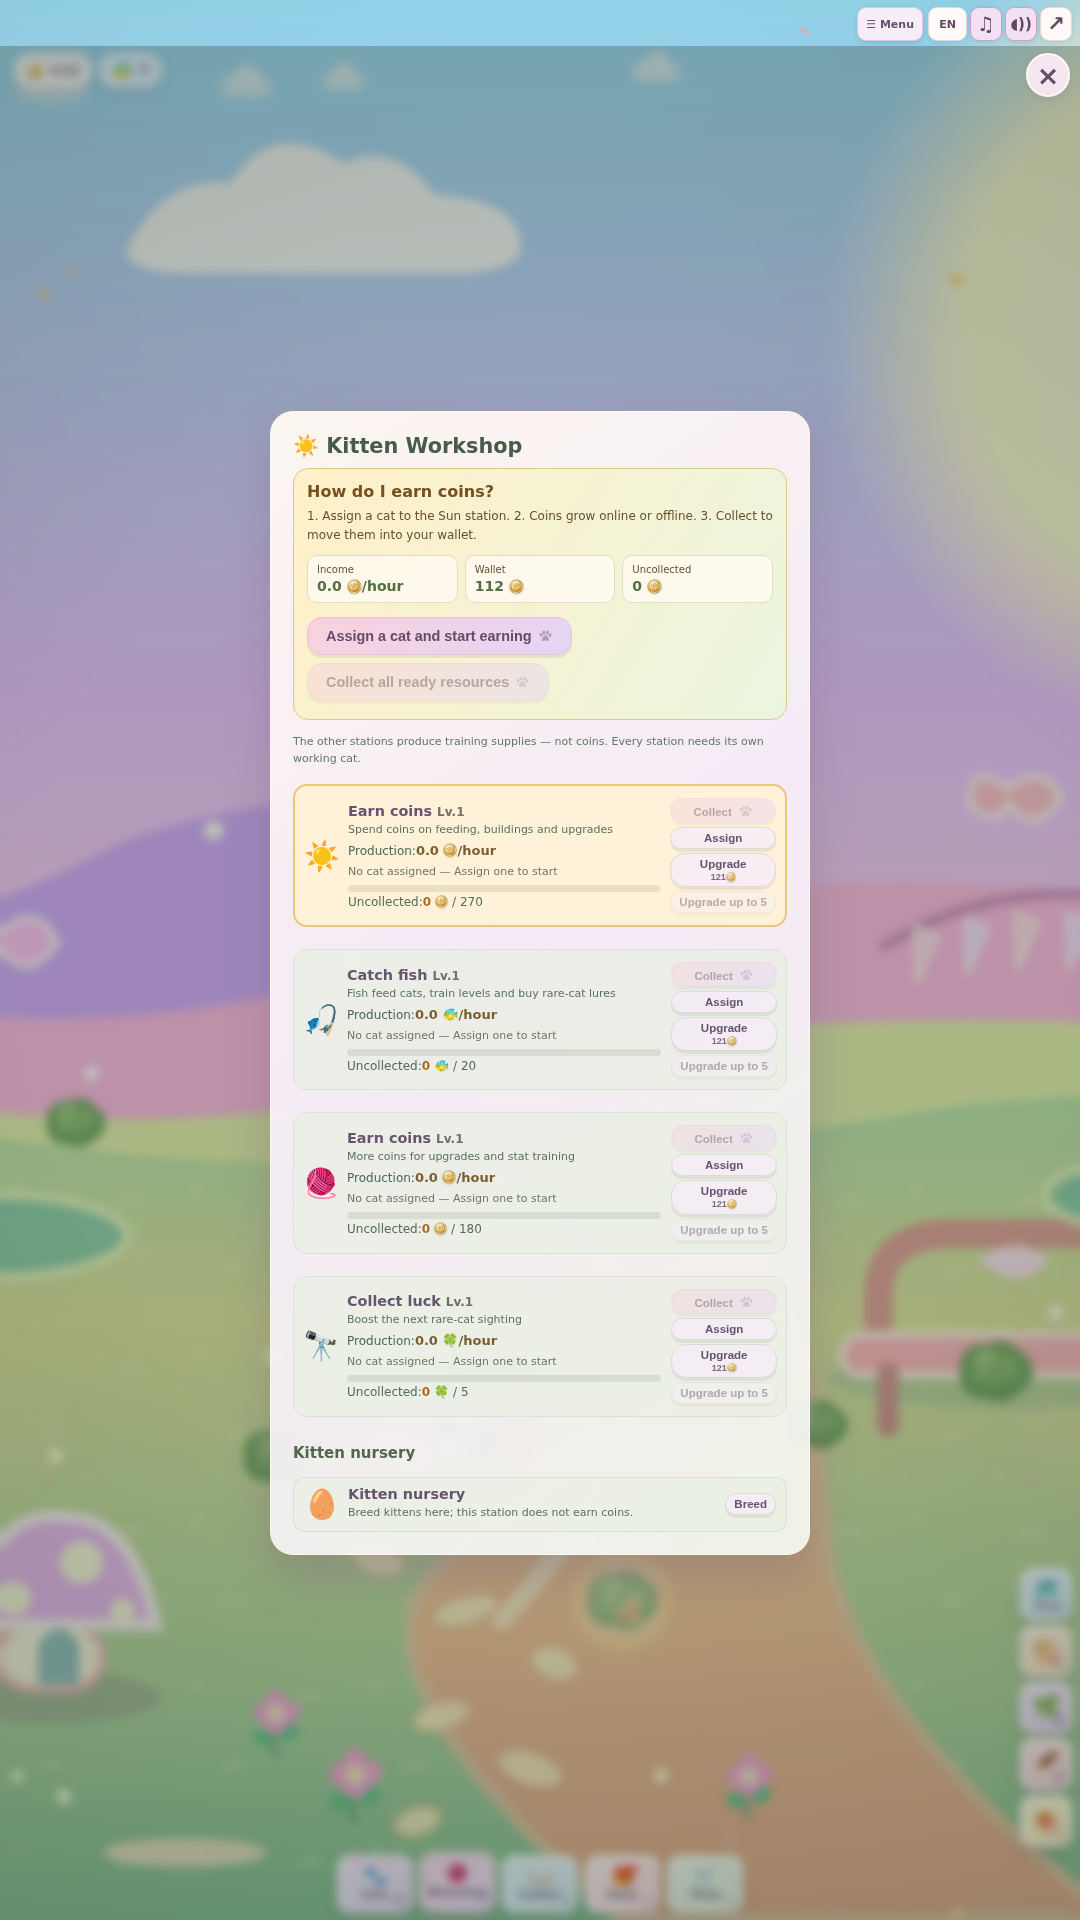 ☰ Menu EN
☀️ Kitten Workshop
How do I earn coins?
1. Assign a cat to the Sun station. 2. Coins grow online or offline. 3. Collect to
move them into your wallet.
Income Wallet Uncollected
0.0 /hour 112 0
Assign a cat and start earning
Collect all ready resources
The other stations produce training supplies — not coins. Every station needs its own
working cat.
Earn coins Lv.1
Spend coins on feeding, buildings and upgrades
Production:0.0 /hour
No cat assigned — Assign one to start
Uncollected:0 / 270
Collect
Assign
Upgrade
121
Upgrade up to 5
Catch fish Lv.1
Fish feed cats, train levels and buy rare-cat lures
Production:0.0 /hour
No cat assigned — Assign one to start
Uncollected:0 / 20
Collect
Assign
Upgrade
121
Upgrade up to 5
Earn coins Lv.1
More coins for upgrades and stat training
Production:0.0 /hour
No cat assigned — Assign one to start
Uncollected:0 / 180
Collect
Assign
Upgrade
121
Upgrade up to 5
Collect luck Lv.1
Boost the next rare-cat sighting
Production:0.0 /hour
No cat assigned — Assign one to start
Uncollected:0 / 5
Collect
Assign
Upgrade
121
Upgrade up to 5
Kitten nursery
Kitten nursery
Breed kittens here; this station does not earn coins.
Breed